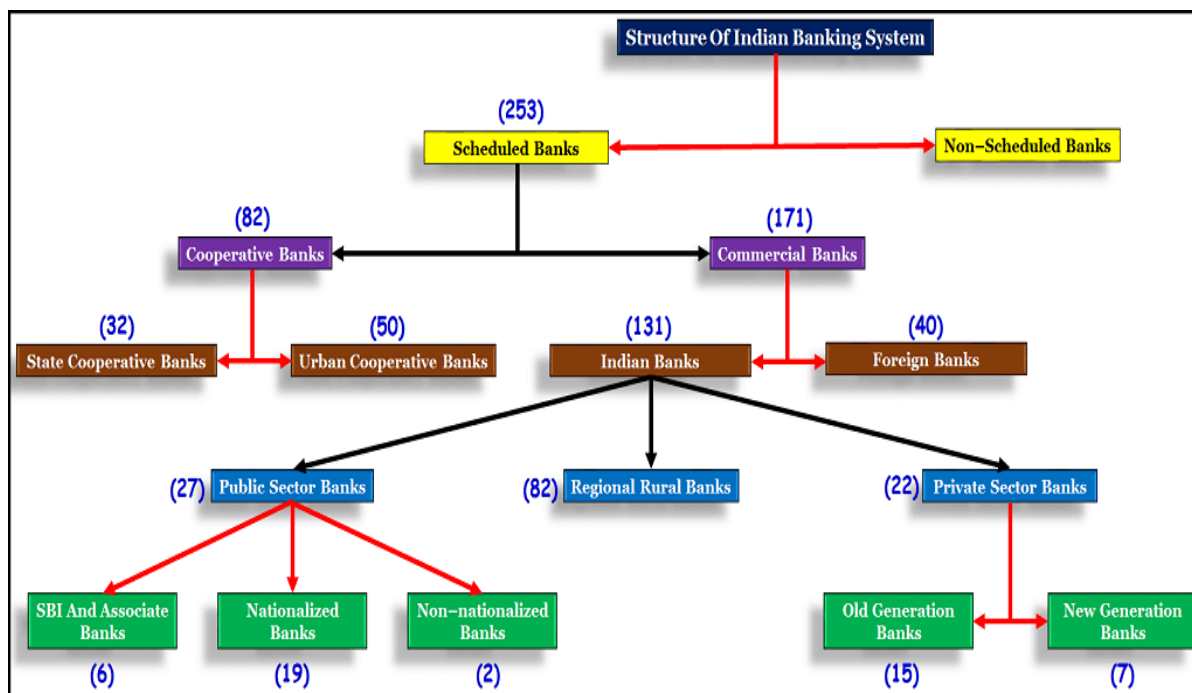 Structure Of Indian Banking System
(253)
Scheduled Banks
Non-Scheduled Banks
(82)
(171)
Cooperative Banks
Commercial Banks
(32)
(50)
(131)
(40)
State Cooperative Banks
Urban Cooperative Banks
Indian Banks
Foreign Banks
(27)
Public Sector Banks
(82)
Regional Rural Banks
(22)
Private Sector Banks
SBI And Associate
Banks
Nationalized
Banks
Non-nationalized
Banks
Old Generation
Banks
New Generation
Banks
(6)
(19)
(2)
(15)
(7)